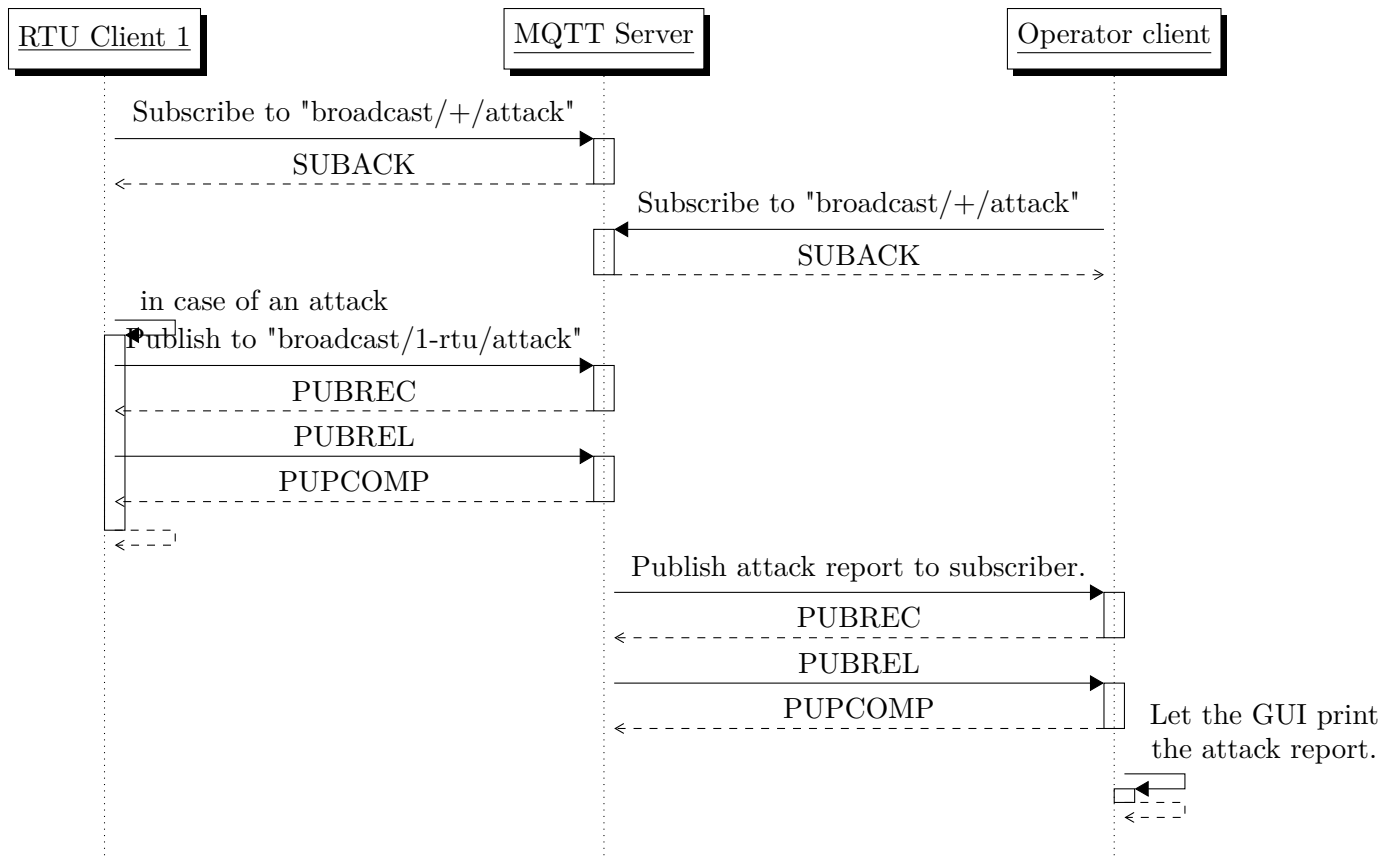 RTU Client 1
MQTT Server
Operator client
Subscribe to "broadcast/+/attack"
SUBACK
Subscribe to "broadcast/+/attack"
SUBACK
in case of an attack
Publish to "broadcast/1-rtu/attack"
PUBREC
PUBREL
PUPCOMP
Publish attack report to subscriber.
PUBREC
PUBREL
PUPCOMP
Let the GUI print
the attack report.